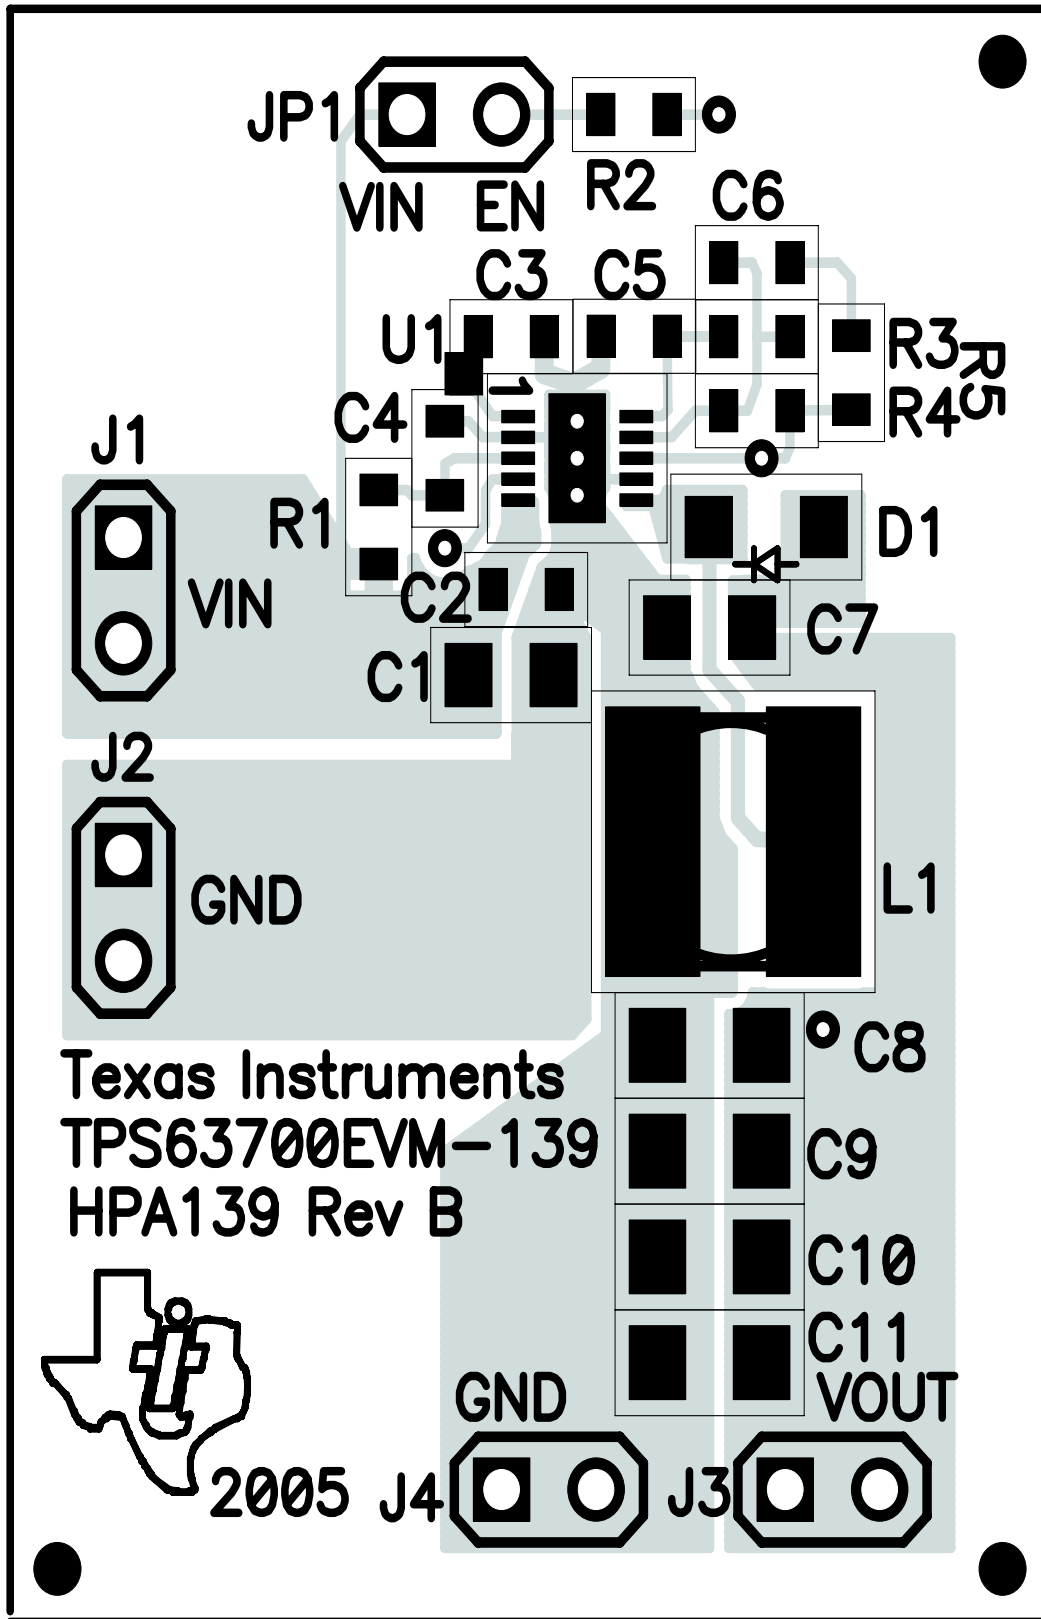 JP1
VIN EN
R2
C6
C3
C5
U1
R3
R5
1
C4
R4
J1
R1
D1
VIN
C2
C7
C1
J2
L1
GND
C8
Texas Instruments
TPS63700EVM-139
C9
HPA139 Rev B
C10
C11
GND
VOUT
2005
J4
J3